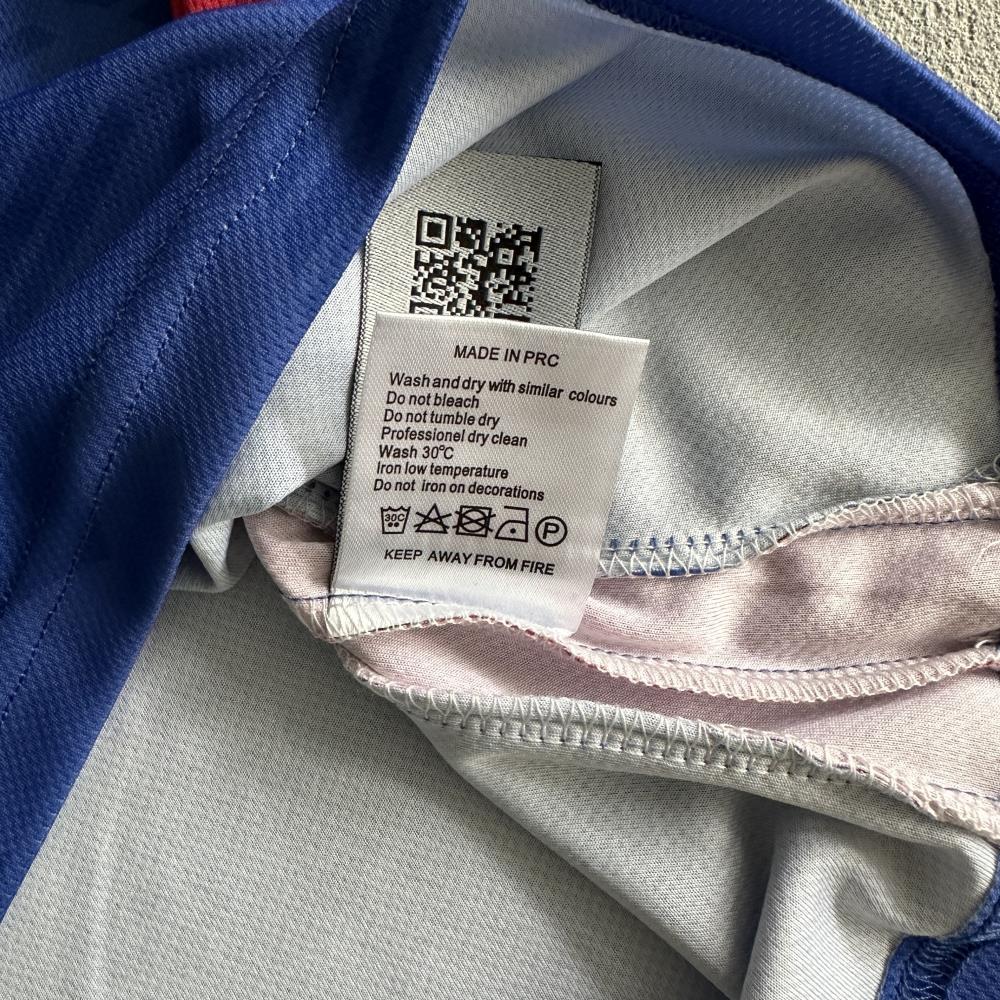 MADE IN PRC
Wash and dry with similar colours
Do not bleach
Do not tumble dry
Professionel dry clean
Wash 30°C
Iron low temperature
Do not iron on decorations
30C
P
KEEP AWAY FROM FIRE